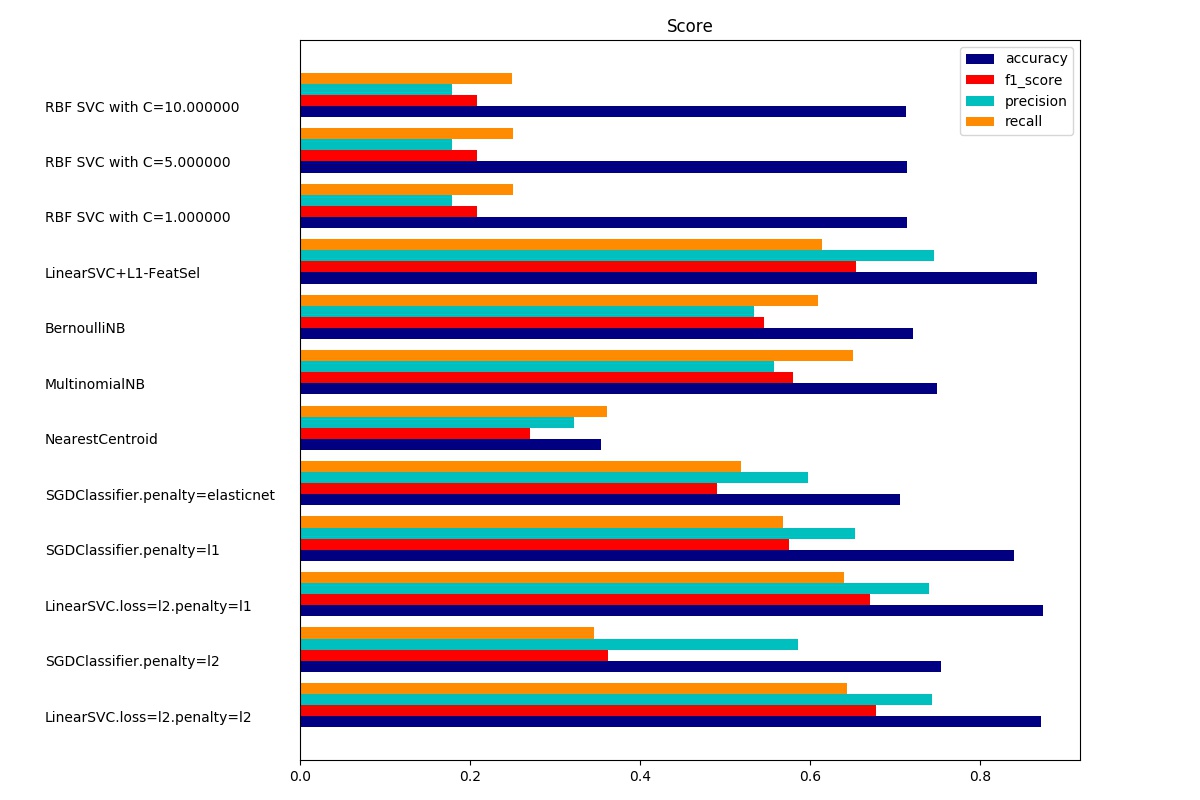 Score
accuracy
f1_score
precision
recall
RBF SVC with C=10.000000
RBF SVC with C=5.000000
RBF SVC with C=1.000000
LinearSVC+L1-FeatSel
BernoulliNB
MultinomialNB
NearestCentroid
SGDClassifier.penalty=elasticnet
SGDClassifier.penalty=l1
LinearSVC.loss=l2.penalty=l1
SGDClassifier.penalty=l2
LinearSVC.loss=l2.penalty=l2
0.0 0.2 0.4 0.6 0.8